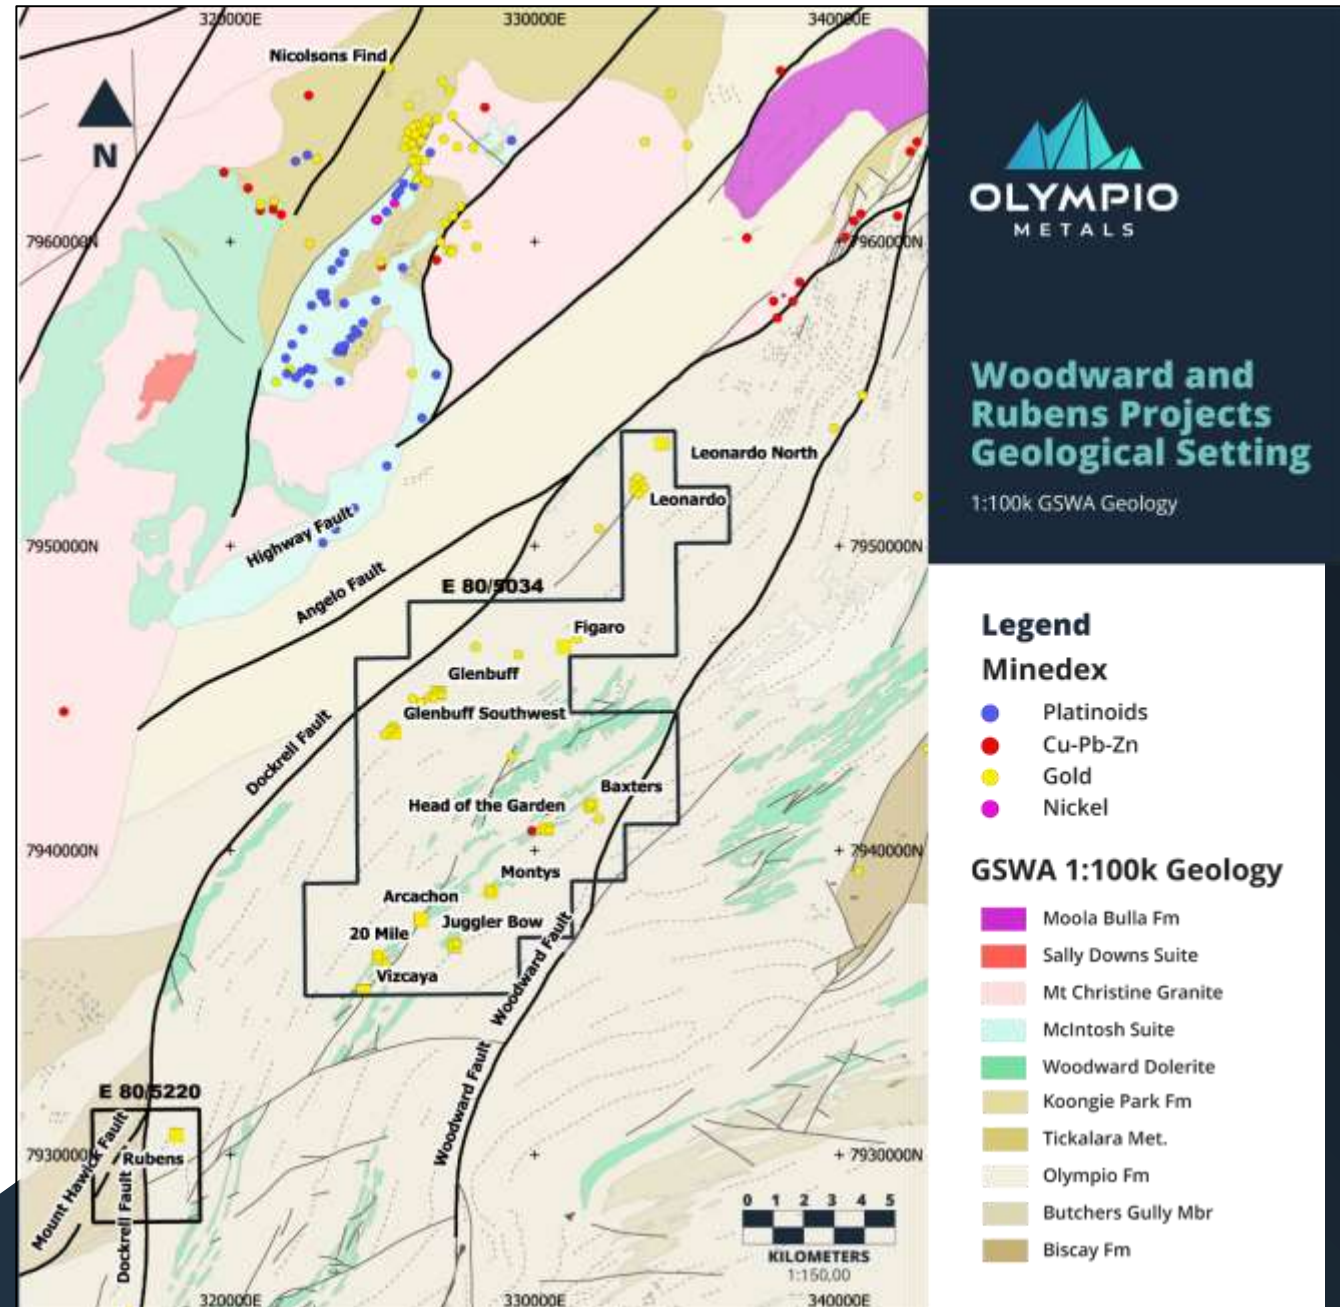 320000E
330000E
340000E
Nicolsons Find
N
7960000N
7960000N
Leonardo North
Leonardo
Highway Fault
7950000N
7950000N
Angelo Fault
E 80/5034
Figaro
Glenbuff
Glenbuff Southwest
Dockrell Fault
Baxters
Head of the Garden
7940000N
7940000N
Montys
Arcachon
Juggler Bow
20 Mile
Vizcaya
Woodward Fault
Woodward Fault
E 80/5220
Mount Hawick Fault
Rubens
Dockrell Fault
7930000N
7930000N
0 1 2 3 4 5
KILOMETERS
1:150,00
320000E
330000E
340000E
OLYMPIO
METALS
Woodward and
Rubens Projects
Geological Setting
1:100k GSWA Geology
Legend
Minedex
Platinoids
Cu-Pb-Zn
Gold
Nickel
GSWA 1:100k Geology
Moola Bulla Fm
Sally Downs Suite
Mt Christine Granite
McIntosh Suite
Woodward Dolerite
Koongie Park Fm
Tickalara Met.
Olympio Fm
Butchers Gully Mbr
Biscay Fm